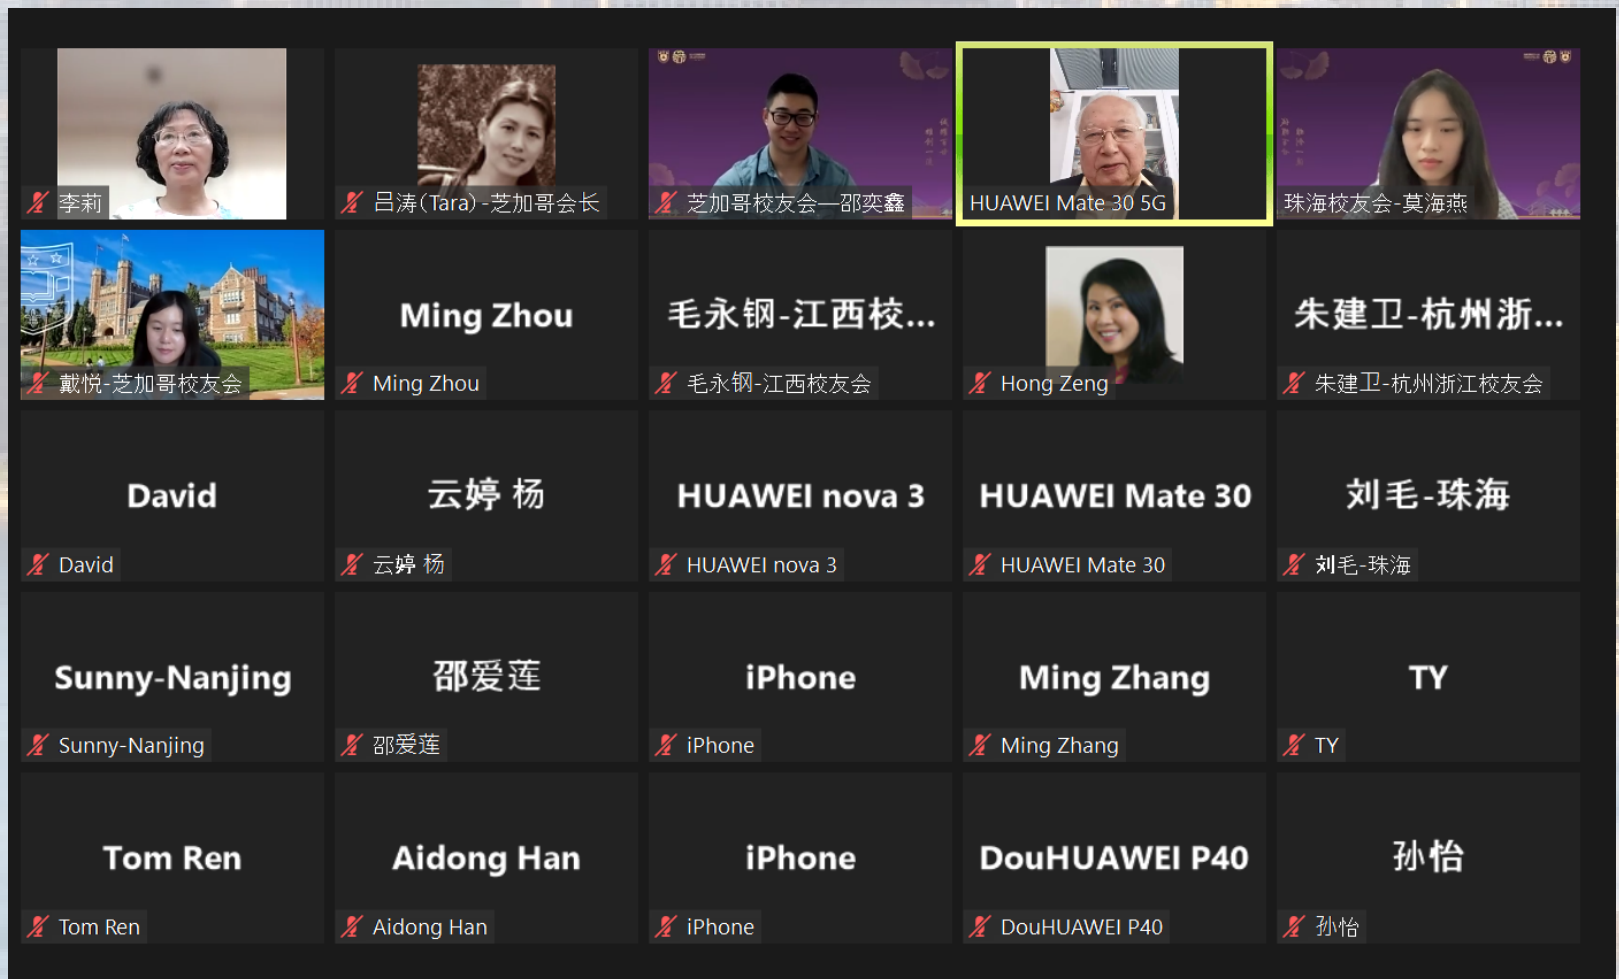 李莉
吕涛(Tara)-芝加哥会长
芝加哥校友会—邵奕鑫
HUAWEI Mate 30 5G
珠海校友会-莫海燕
戴悦-芝加哥校友会
Ming Zhou
Ming Zhou
毛永钢-江西校...
毛永钢-江西校友会
Hong Zeng
朱建卫-杭州浙...
朱建卫-杭州浙江校友会
David
David
云婷 杨
云婷 杨
HUAWEI nova 3
HUAWEI nova 3
HUAWEI Mate 30
HUAWEI Mate 30
刘毛-珠海
刘毛-珠海
Sunny-Nanjing
Sunny-Nanjing
邵爱莲
邵爱莲
iPhone
iPhone
Ming Zhang
Ming Zhang
TY
TY
Tom Ren
Tom Ren
Aidong Han
Aidong Han
iPhone
iPhone
DouHUAWEI P40
DouHUAWEI P40
孙怡
孙怡